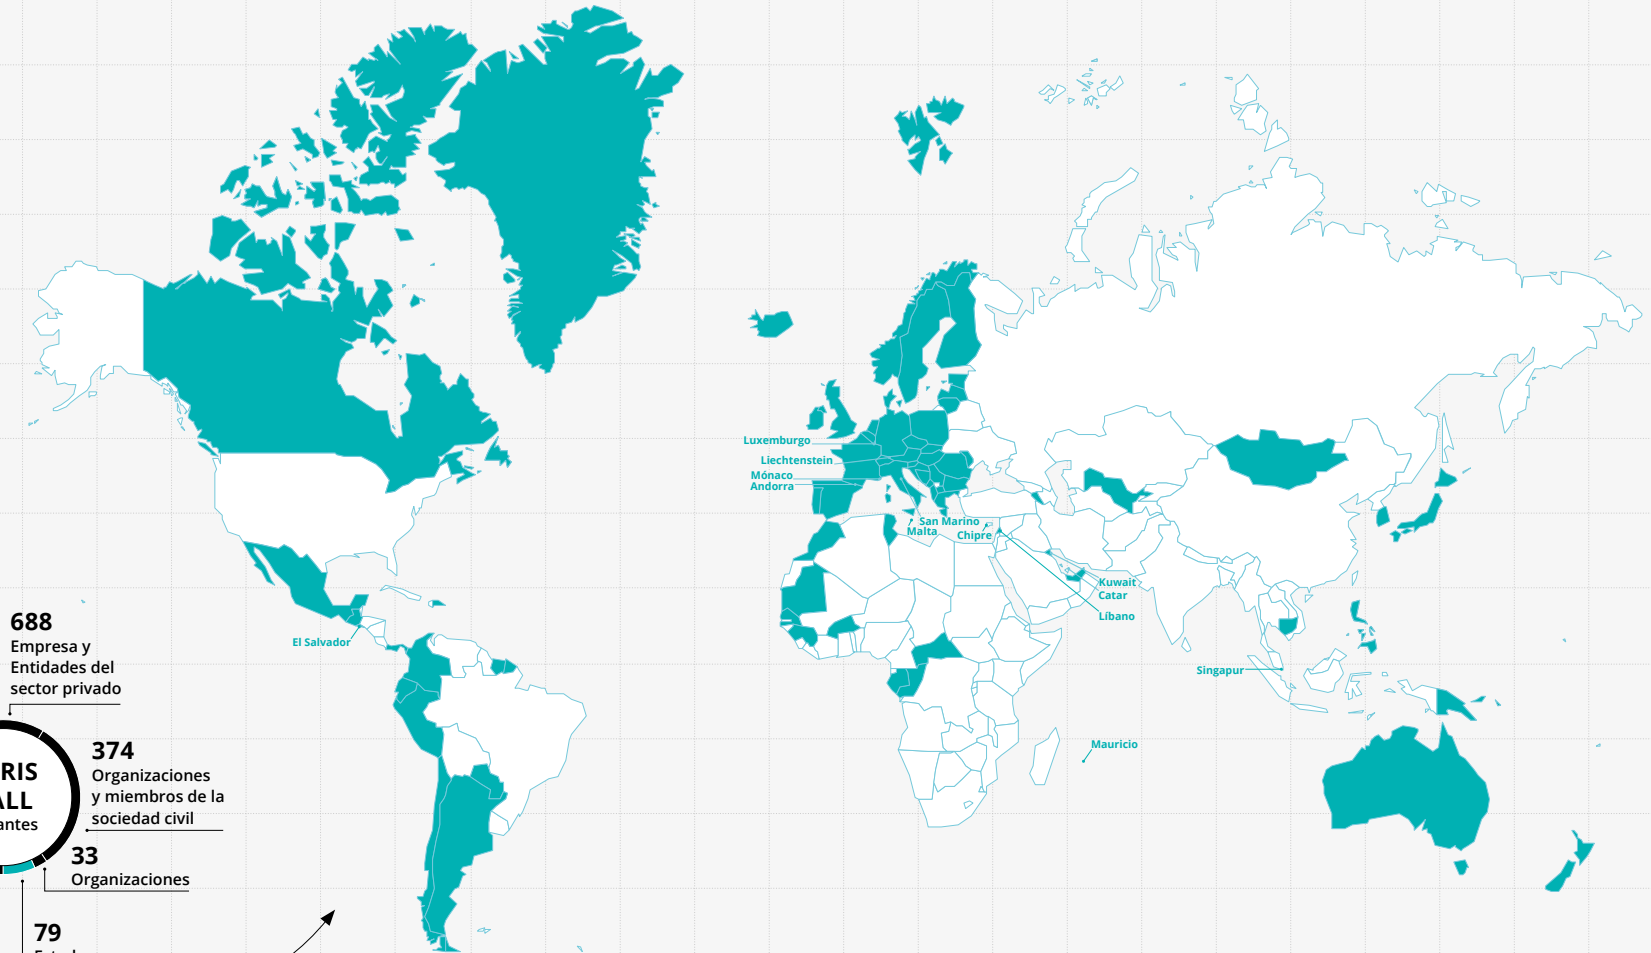 Luxemburgo
Liechtenstein
Mónaco
Andorra
San Marino
Malta
Chipre
Kuwait
Catar
Líbano
El Salvador
Singapur
Mauricio
688
Empresa y
Entidades del
sector privado
RIS
ALL
antes
374
Organizaciones
y miembros de la
sociedad civil
33
Organizaciones
79